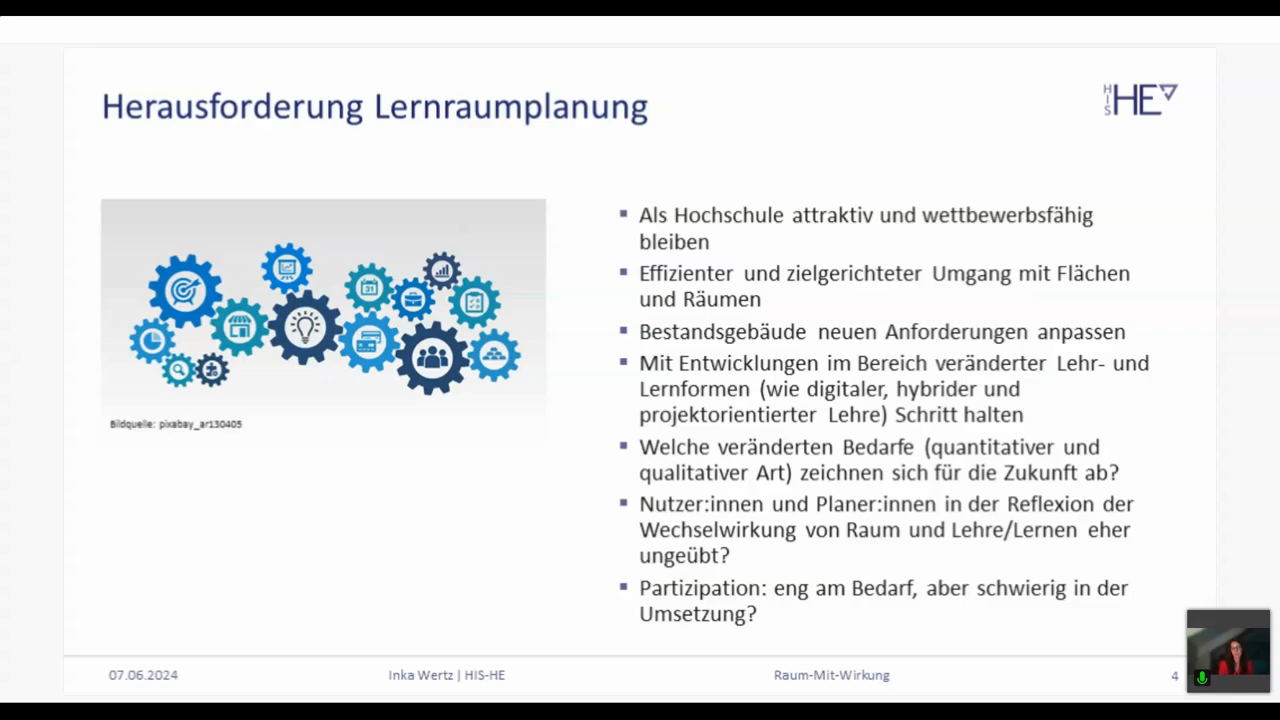 Herausforderung Lernraumplanung
HIS HE
Als Hochschule attraktiv und wettbewerbsfähig
bleiben
Effizienter und zielgerichteter Umgang mit Flächen
und Räumen
Bestandsgebäude neuen Anforderungen anpassen
Mit Entwicklungen im Bereich veränderter Lehr- und
Lernformen (wie digitaler, hybrider und
projektorientierter Lehre) Schritt halten
Welche veränderten Bedarfe (quantitativer und
qualitativer Art) zeichnen sich für die Zukunft ab?
Nutzer:innen und Planer:innen in der Reflexion der
Wechselwirkung von Raum und Lehre/Lernen eher
ungeübt?
Partizipation: eng am Bedarf, aber schwierig in der
Umsetzung?
31
Bildquelle: pixabay_ar130405
07.06.2024
Inka Wertz | HIS-HE
Raum-Mit-Wirkung
4